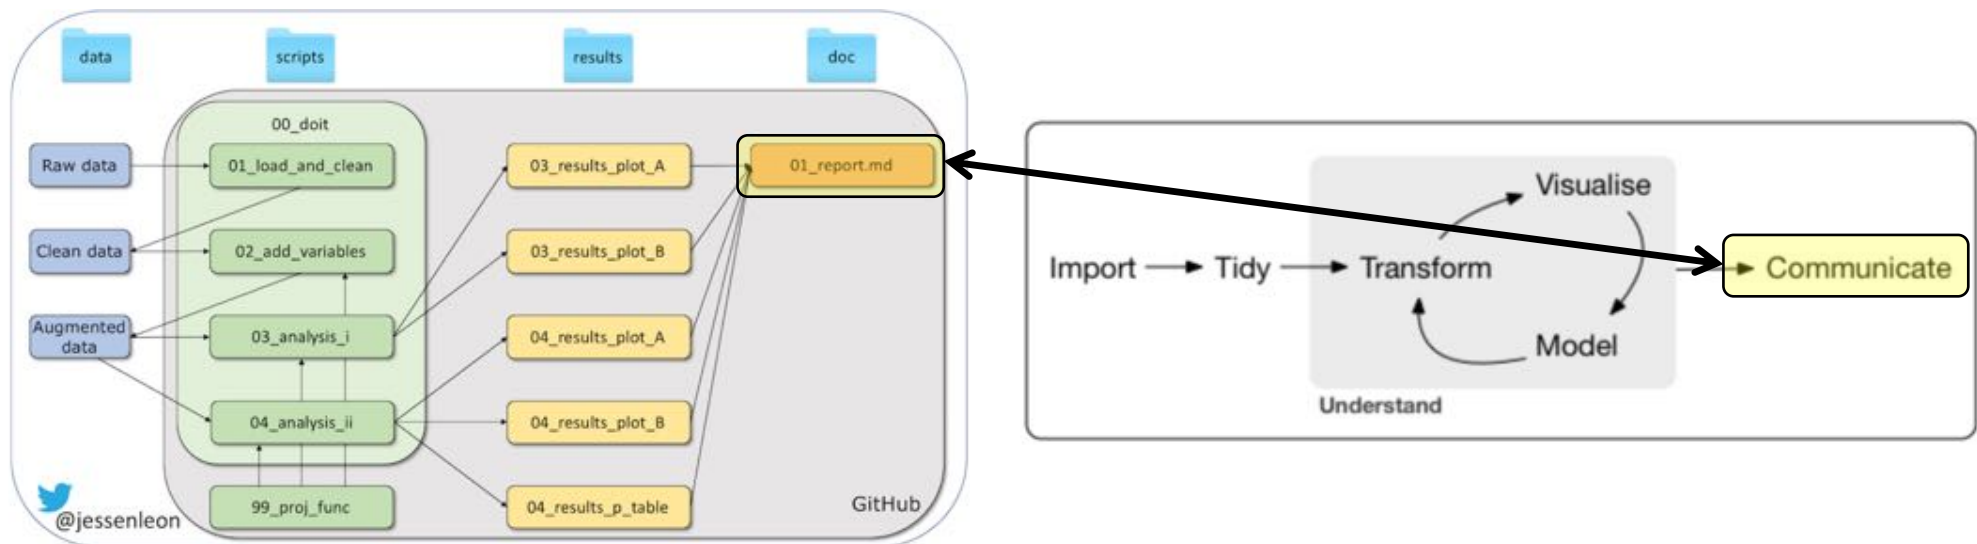 data
scripts
results
doc
00_doit
Raw data
01_load_and_clean
03_results_plot_A
01_report.md
Clean data
02_add_variables
03_results_plot_B
Augmented
data
03_analysis_i
04_results_plot_A
04_analysis_ii
04_results_plot_B
99_proj_func
04_results_p_table
GitHub
@jessenleon
Import
Tidy
Transform
Visualise
Model
Understand
Communicate